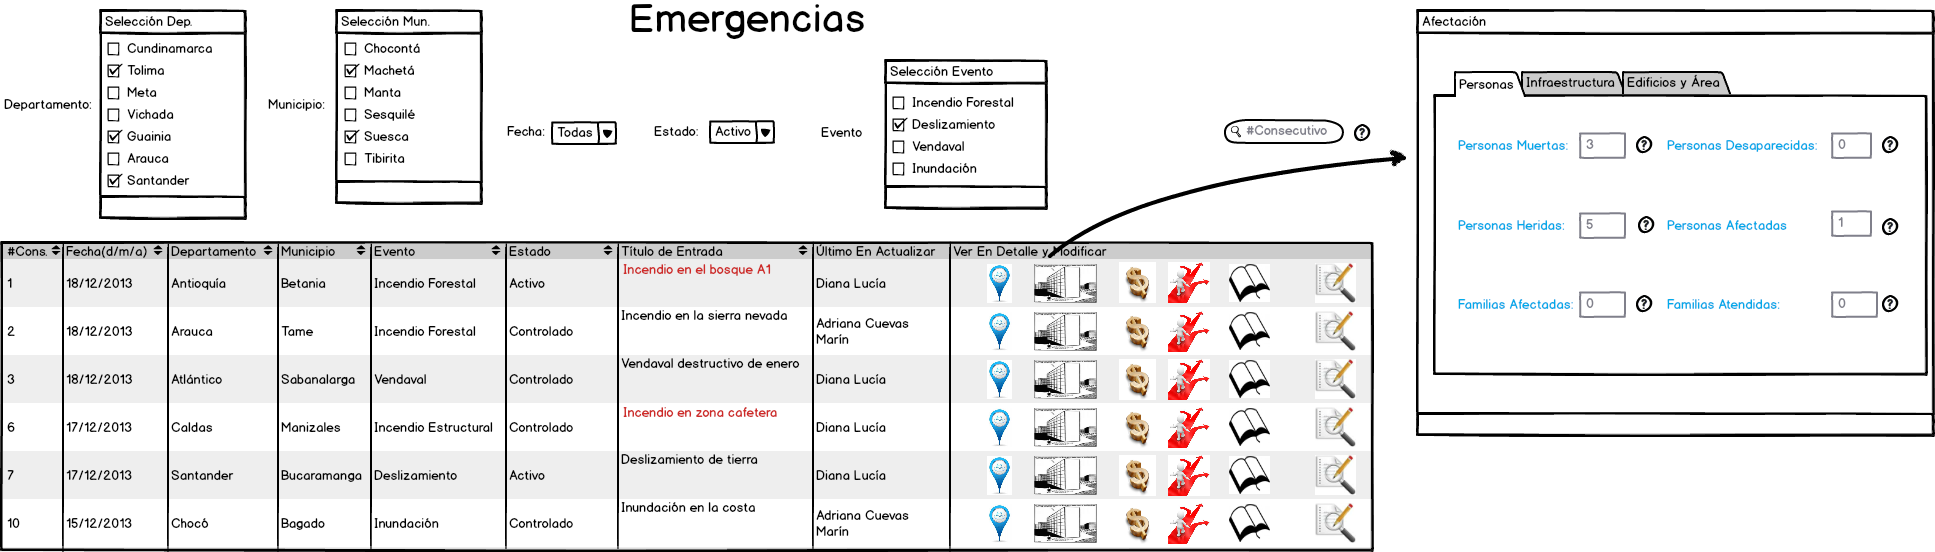 Emergencias
Departamento:
Selección Dep.
Cundinamarca
Tolima
Meta
Vichada
Guainia
Arauca
Santander
Municipio:
Selección Mun.
Chocontá
Machetá
Manta
Sesquilé
Suesca
Tibirita
Fecha: Todas
Estado: Activo
Evento
Selección Evento
Incendio Forestal
Deslizamiento
Vendaval
Inundación
#Consecutivo ?
#Cons. Fecha(d/m/a) Departamento Municipio Evento Estado Título de Entrada Último En Actualizar Ver En Detalle y Modificar
1 18/12/2013 Antioquía Betania Incendio Forestal Activo Incendio en el bosque A1 Diana Lucía
2 18/12/2013 Arauca Tame Incendio Forestal Controlado Incendio en la sierra nevada Adriana Cuevas
Marín
3 18/12/2013 Atlántico Sabanalarga Vendaval Controlado Vendaval destructivo de enero Diana Lucía
6 17/12/2013 Caldas Manizales Incendio Estructural Controlado Incendio en zona cafetera Diana Lucía
7 17/12/2013 Santander Bucaramanga Deslizamiento Activo Deslizamiento de tierra Diana Lucía
10 15/12/2013 Chocó Bagado Inundación Controlado Inundación en la costa Adriana Cuevas
Marín
Afectación
Personas Infraestructura Edificios y Área
Personas Muertas: 3 ? Personas Desaparecidas: 0 ?
Personas Heridas: 5 ? Personas Afectadas 1 ?
Familias Afectadas: 0 ? Familias Atendidas: 0 ?